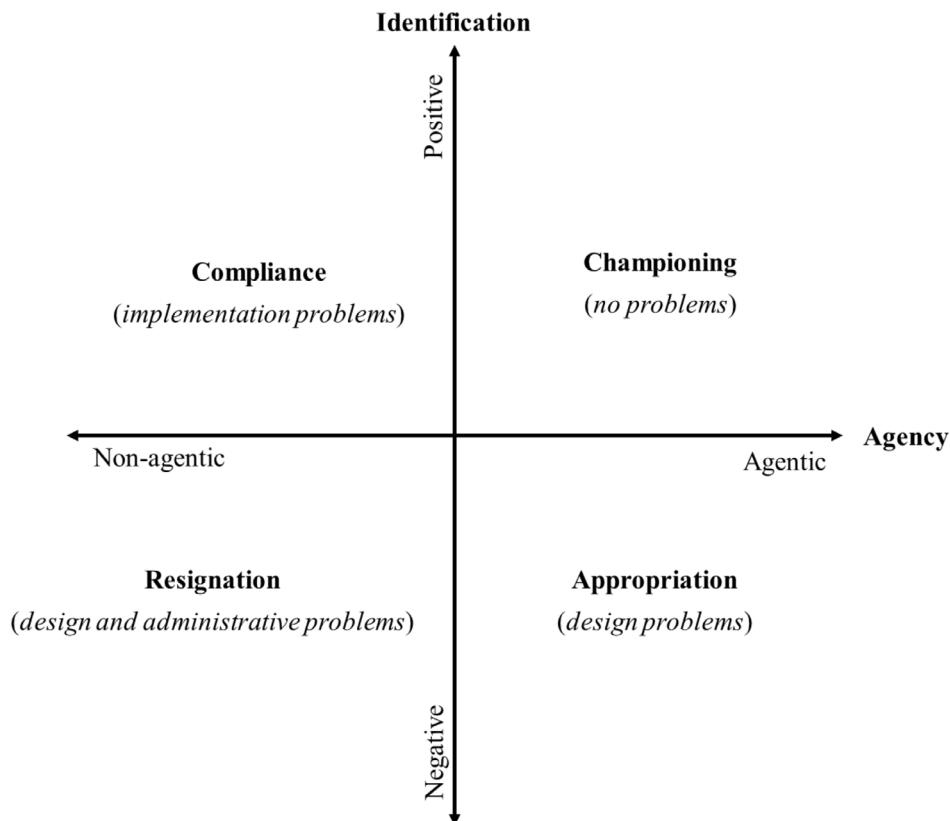 Identification
Positive
Compliance
(implementation problems)
Championing
(no problems)
Agency
Non-agentic
Agentic
Resignation
(design and administrative problems)
Appropriation
(design problems)
Negative